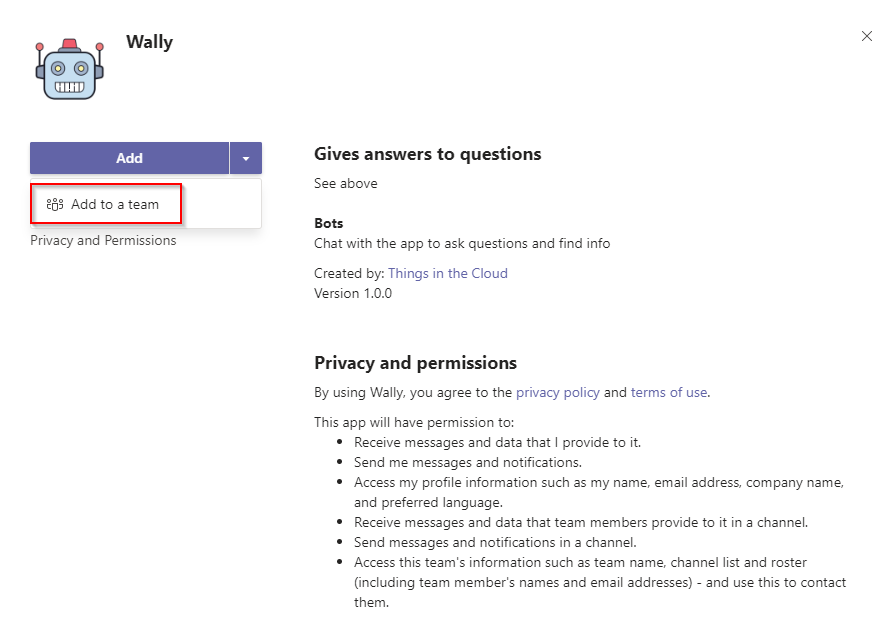 Wally
Add
Add to a team
Privacy and Permissions
Gives answers to questions
See above
Bots
Chat with the app to ask questions and find info
Created by: Things in the Cloud
Version 1.0.0
Privacy and permissions
By using Wally, you agree to the privacy policy and terms of use.
This app will have permission to:
• Receive messages and data that I provide to it.
• Send me messages and notifications.
• Access my profile information such as my name, email address, company name,
and preferred language.
• Receive messages and data that team members provide to it in a channel.
• Send messages and notifications in a channel.
• Access this team's information such as team name, channel list and roster
(including team member's names and email addresses) - and use this to contact
them.